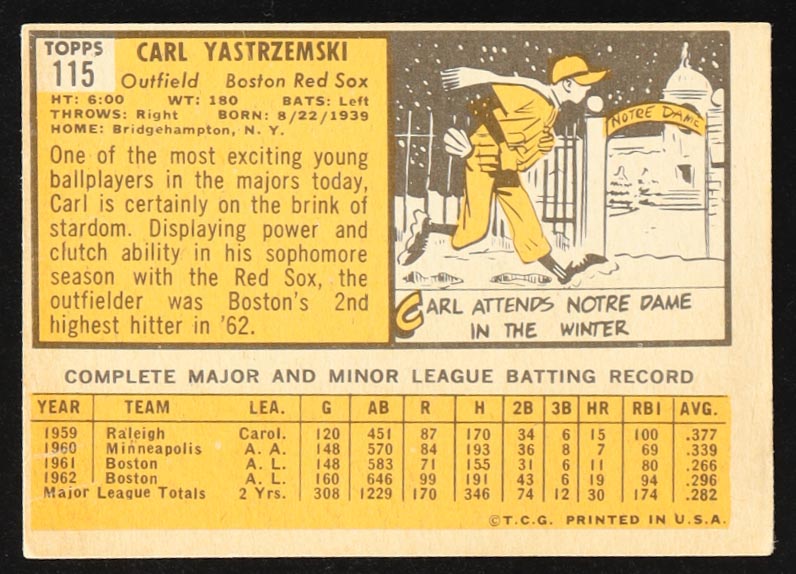 TOPPS
115
CARL YASTRZEMSKI
Outfield Boston Red Sox
HT: 6:00 WT: 180 BATS: Left
THROWS: Right BORN: 8/22/1939
HOME: Bridgehampton, N. Y.
One of the most exciting young
ballplayers in the majors today,
Carl is certainly on the brink of
stardom. Displaying power and
clutch ability in his sophomore
season with the Red Sox, the
outfielder was Boston's 2nd
highest hitter in '62.
NOTRE DAME
CARL ATTENDS NOTRE DAME
IN THE WINTER
COMPLETE MAJOR AND MINOR LEAGUE BATTING RECORD
YEAR TEAM LEA. G AB R H 2B 3B HR RBI AVG.
1959 Raleigh Carol. 120 451 87 170 34 6 15 100 .377
1960 Minneapolis A. A. 148 570 84 193 36 8 7 69 .339
1961 Boston A. L. 148 583 71 155 31 6 11 80 .266
1962 Boston A. L. 160 646 99 191 43 6 19 94 .296
Major League Totals 2 Yrs. 308 1229 170 346 74 12 30 174 .282
©T.C.G. PRINTED IN U.S.A.